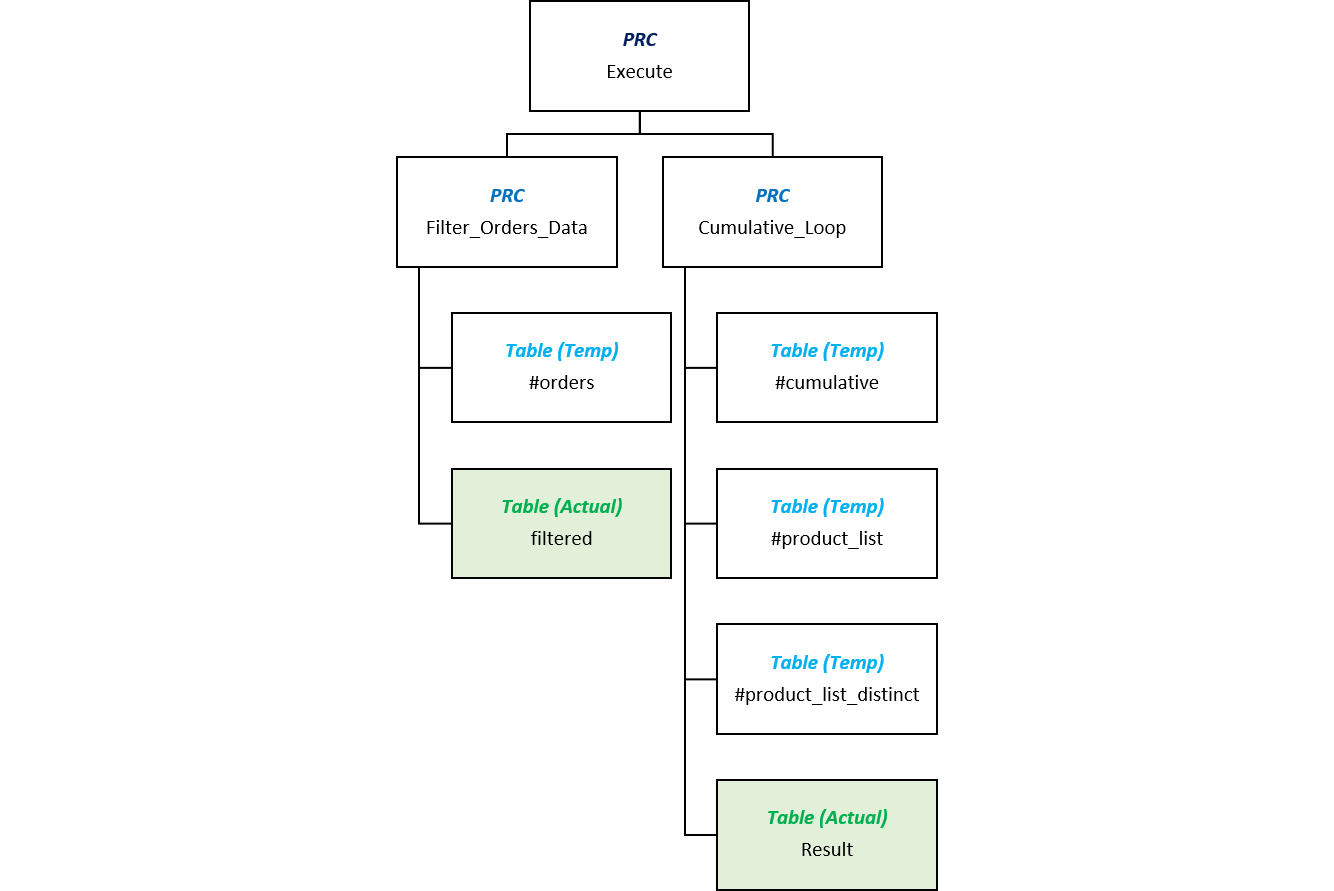 PRC
Execute
PRC
Filter_Orders_Data
PRC
Cumulative_Loop
Table (Temp)
#orders
Table (Actual)
filtered
Table (Temp)
#cumulative
Table (Temp)
#product_list
Table (Temp)
#product_list_distinct
Table (Actual)
Result